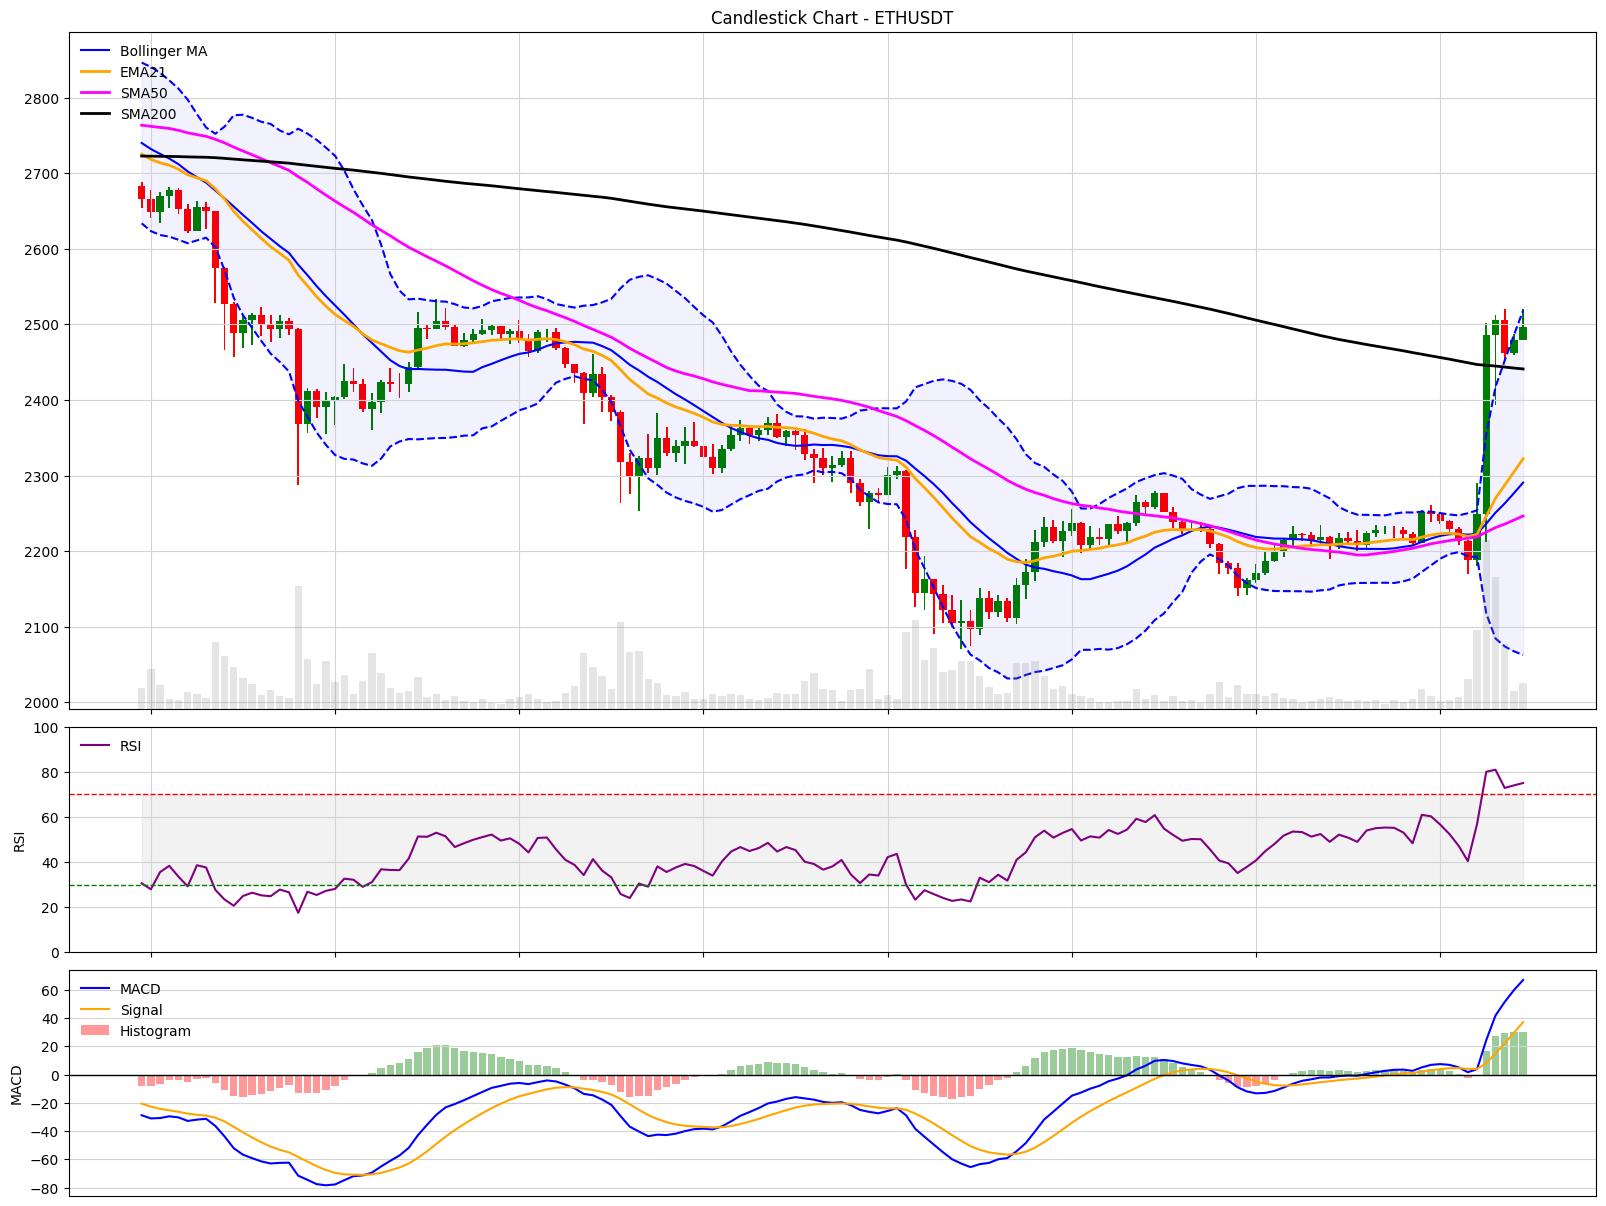 Candlestick Chart - ETHUSDT
Bollinger MA
EMA21
SMA50
SMA200
2800
2700
2600
2500
2400
2300
2200
2100
2000
RSI
100
80
60
40
20
0
RSI
MACD
Signal
Histogram
60
40
20
0
−20
−40
−60
−80
MACD